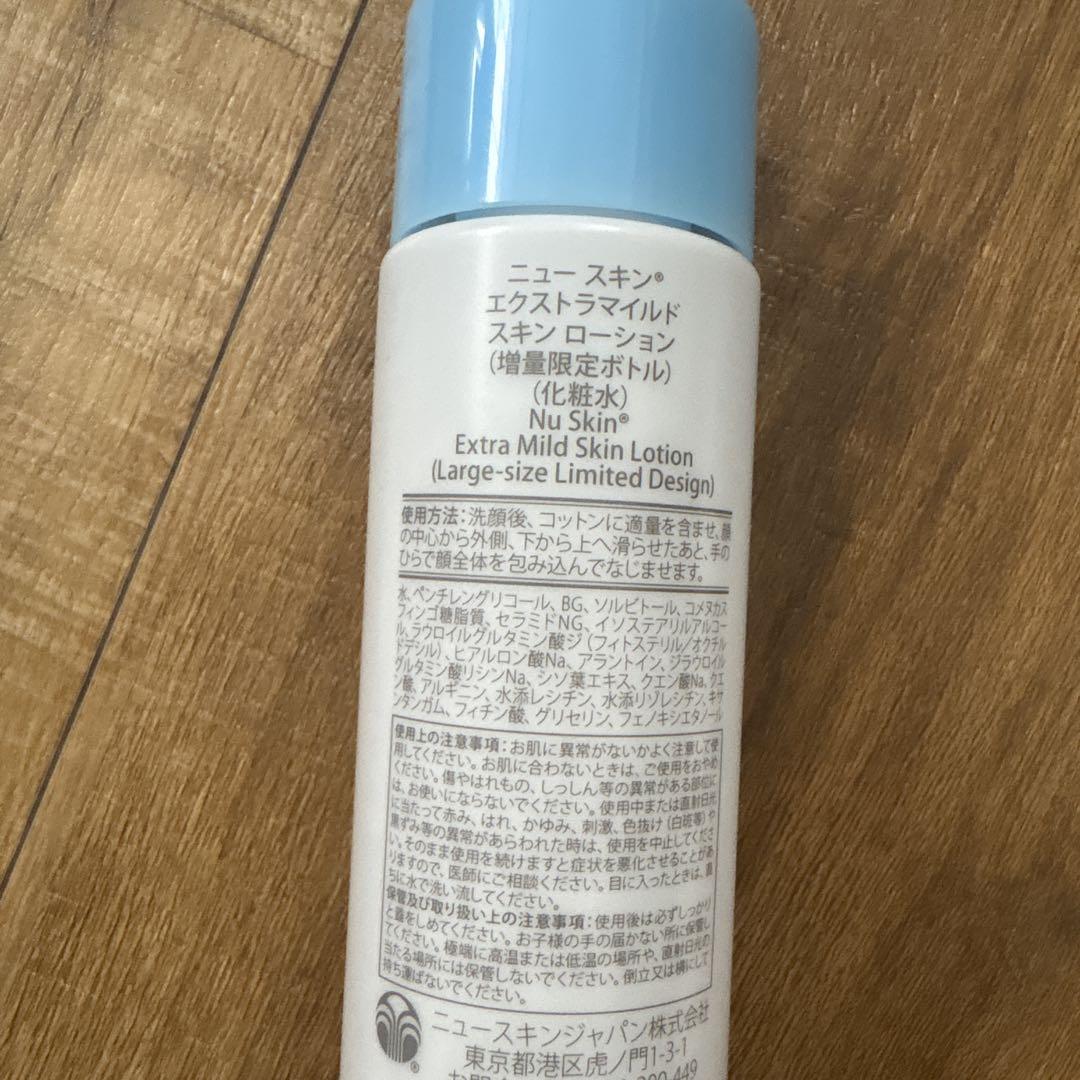 ニュー スキン®
エクストラマイルド
スキン ローション
(増量限定ボトル)
(化粧水)
Nu Skin®
Extra Mild Skin Lotion
(Large-size Limited Design)
使用方法:洗顔後、コットンに適量を含ませ、顔
の中心から外側、下から上へ滑らせたあと、手の
ひらで顔全体を包み込んでなじませます。
水、ペンチレングリコール、BG、ソルビトール、コメヌカス
フィンゴ糖脂質、セラミドNG、イソステアリルアルコー
ル、ラウロイルグルタミン酸ジ(フィトステリル/オクチル
ドデシル)、ヒアルロン酸Na、アラントイン、ジラウロイル
グルタミン酸リシンNa、シソ葉エキス、クエン酸Na、クエ
ン酸、アルギニン、水添レシチン、水添リゾレシチン、キサ
ンタンガム、フィチン酸、グリセリン、フェノキシエタノール
使用上の注意事項:お肌に異常がないかよく注意して使
用してください。お肌に合わないときは、ご使用をおやめ
ください。傷やはれもの、しっしん等の異常がある部位に
は、お使いにならないでください。使用中または直射日光
に当たって赤み、はれ、かゆみ、刺激、色抜け(白斑等)や
黒ずみ等の異常があらわれた時は、使用を中止してくださ
い。そのまま使用を続けますと症状を悪化させることがあ
りますので、医師にご相談ください。目に入ったときは、直
ちに水で洗い流してください。
保管及び取り扱い上の注意事項:使用後は必ずしっかり
と蓋をしめてください。お子様の手の届かない所に保管し
てください。極端に高温または低温の場所や、直射日光の
当たる場所には保管しないでください。倒立又は横にして
持ち運ばないでください。
ニュースキンジャパン株式会社
東京都港区虎ノ門1-3-1